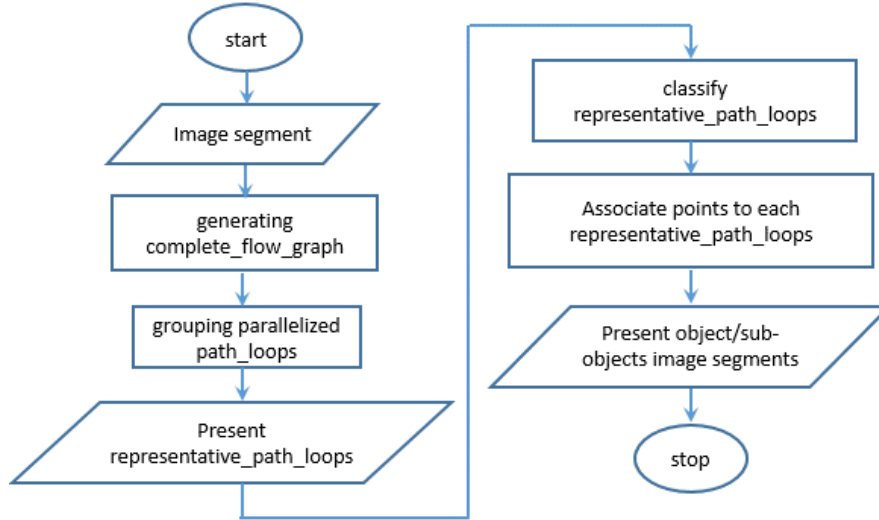 start
Image segment
generating
complete_flow_graph
grouping parallelized
path_loops
Present
representative_path_loops
classify
representative_path_loops
Associate points to each
representative_path_loops
Present object/sub-
objects image segments
stop